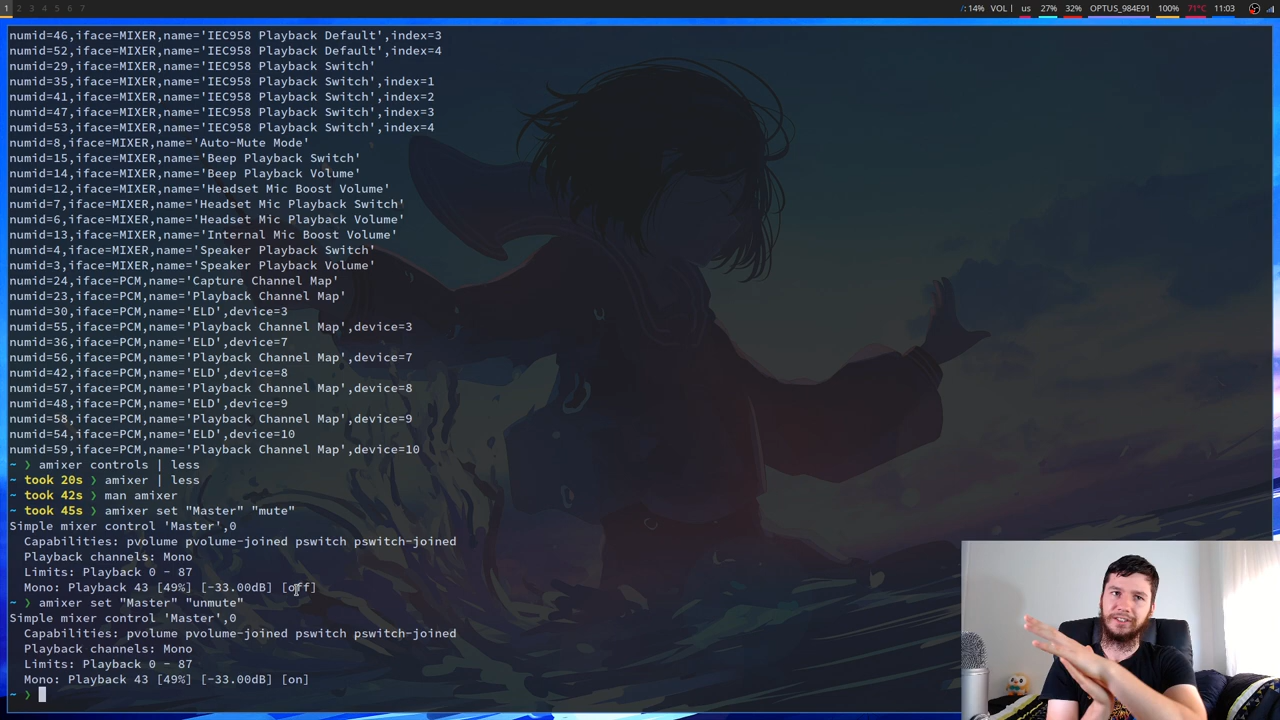 1 2 3 4 5 6 7 /: 14% VOL | us 27% 32% OPTUS_984E91 100% 71°C 11:03
numid=46,iface=MIXER,name='IEC958 Playback Default',index=3
numid=52,iface=MIXER,name='IEC958 Playback Default',index=4
numid=29,iface=MIXER,name='IEC958 Playback Switch'
numid=35,iface=MIXER,name='IEC958 Playback Switch',index=1
numid=41,iface=MIXER,name='IEC958 Playback Switch',index=2
numid=47,iface=MIXER,name='IEC958 Playback Switch',index=3
numid=53,iface=MIXER,name='IEC958 Playback Switch',index=4
numid=8,iface=MIXER,name='Auto-Mute Mode'
numid=15,iface=MIXER,name='Beep Playback Switch'
numid=14,iface=MIXER,name='Beep Playback Volume'
numid=12,iface=MIXER,name='Headset Mic Boost Volume'
numid=7,iface=MIXER,name='Headset Mic Playback Switch'
numid=6,iface=MIXER,name='Headset Mic Playback Volume'
numid=13,iface=MIXER,name='Internal Mic Boost Volume'
numid=4,iface=MIXER,name='Speaker Playback Switch'
numid=3,iface=MIXER,name='Speaker Playback Volume'
numid=24,iface=PCM,name='Capture Channel Map'
numid=23,iface=PCM,name='Playback Channel Map'
numid=30,iface=PCM,name='ELD',device=3
numid=55,iface=PCM,name='Playback Channel Map',device=3
numid=36,iface=PCM,name='ELD',device=7
numid=56,iface=PCM,name='Playback Channel Map',device=7
numid=42,iface=PCM,name='ELD',device=8
numid=57,iface=PCM,name='Playback Channel Map',device=8
numid=48,iface=PCM,name='ELD',device=9
numid=58,iface=PCM,name='Playback Channel Map',device=9
numid=54,iface=PCM,name='ELD',device=10
numid=59,iface=PCM,name='Playback Channel Map',device=10
~ ❯ amixer controls | less
~ took 20s ❯ amixer | less
~ took 42s ❯ man amixer
~ took 45s ❯ amixer set "Master" "mute"
Simple mixer control 'Master',0
  Capabilities: pvolume pvolume-joined pswitch pswitch-joined
  Playback channels: Mono
  Limits: Playback 0 - 87
  Mono: Playback 43 [49%] [-33.00dB] [off]
~ ❯ amixer set "Master" "unmute"
Simple mixer control 'Master',0
  Capabilities: pvolume pvolume-joined pswitch pswitch-joined
  Playback channels: Mono
  Limits: Playback 0 - 87
  Mono: Playback 43 [49%] [-33.00dB] [on]
~ ❯